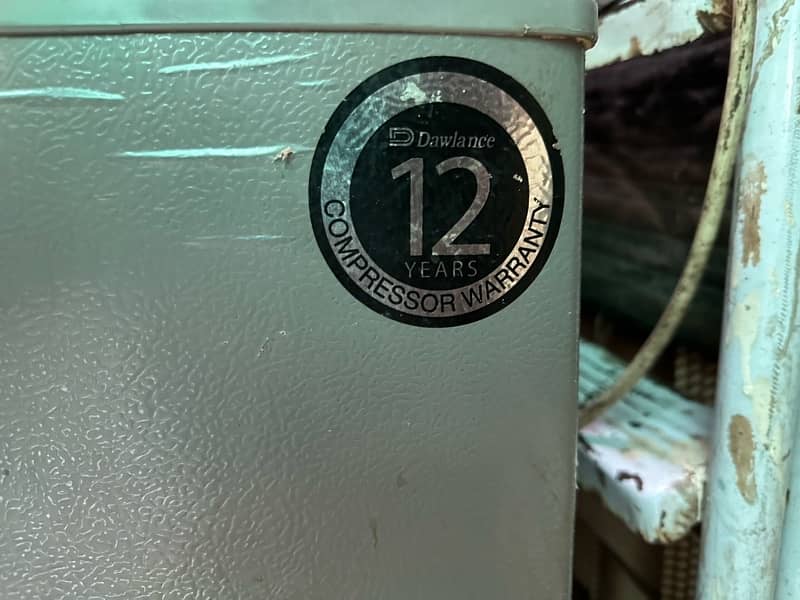 Dawlance
12
YEARS
COMPRESSOR WARRANTY